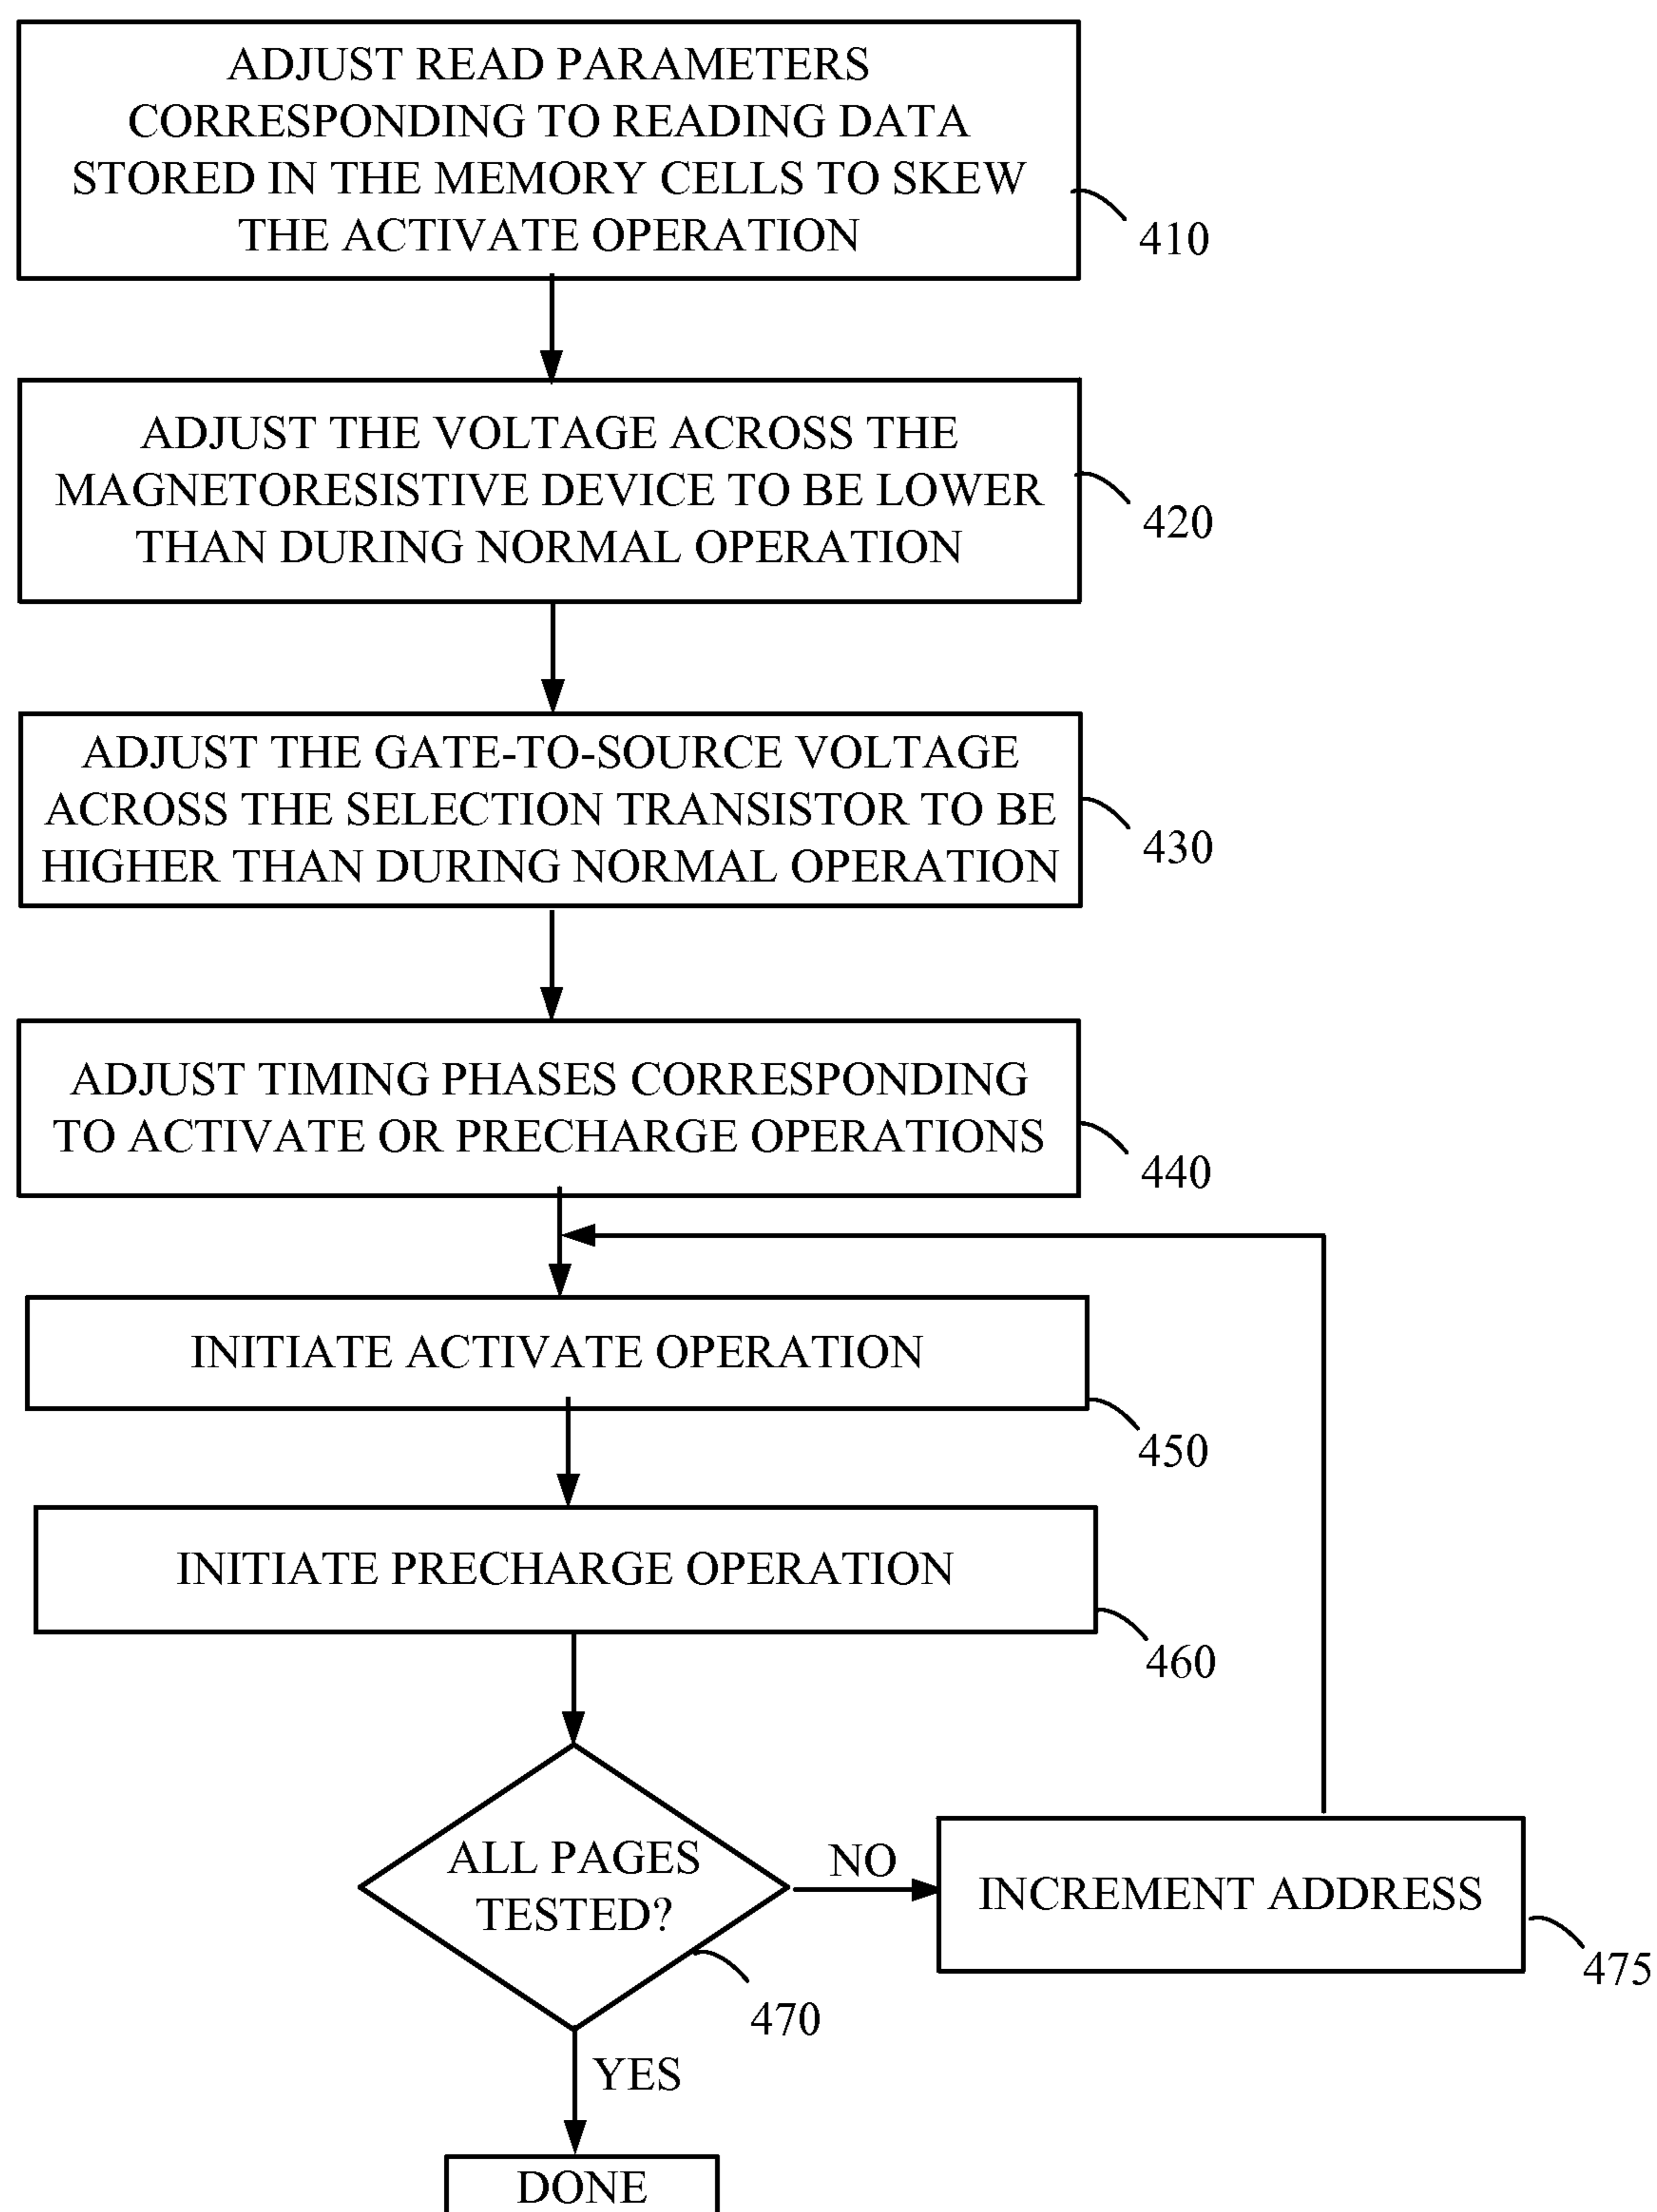 ADJUST READ PARAMETERS
CORRESPONDING TO READING DATA
STORED IN THE MEMORY CELLS TO SKEW
THE ACTIVATE OPERATION
410
ADJUST THE VOLTAGE ACROSS THE
MAGNETORESISTIVE DEVICE TO BE LOWER
THAN DURING NORMAL OPERATION
420
ADJUST THE GATE-TO-SOURCE VOLTAGE
ACROSS THE SELECTION TRANSISTOR TO BE
HIGHER THAN DURING NORMAL OPERATION
430
ADJUST TIMING PHASES CORRESPONDING
TO ACTIVATE OR PRECHARGE OPERATIONS
440
INITIATE ACTIVATE OPERATION
450
INITIATE PRECHARGE OPERATION
460
ALL PAGES
TESTED?
470
NO
INCREMENT ADDRESS
475
YES
DONE